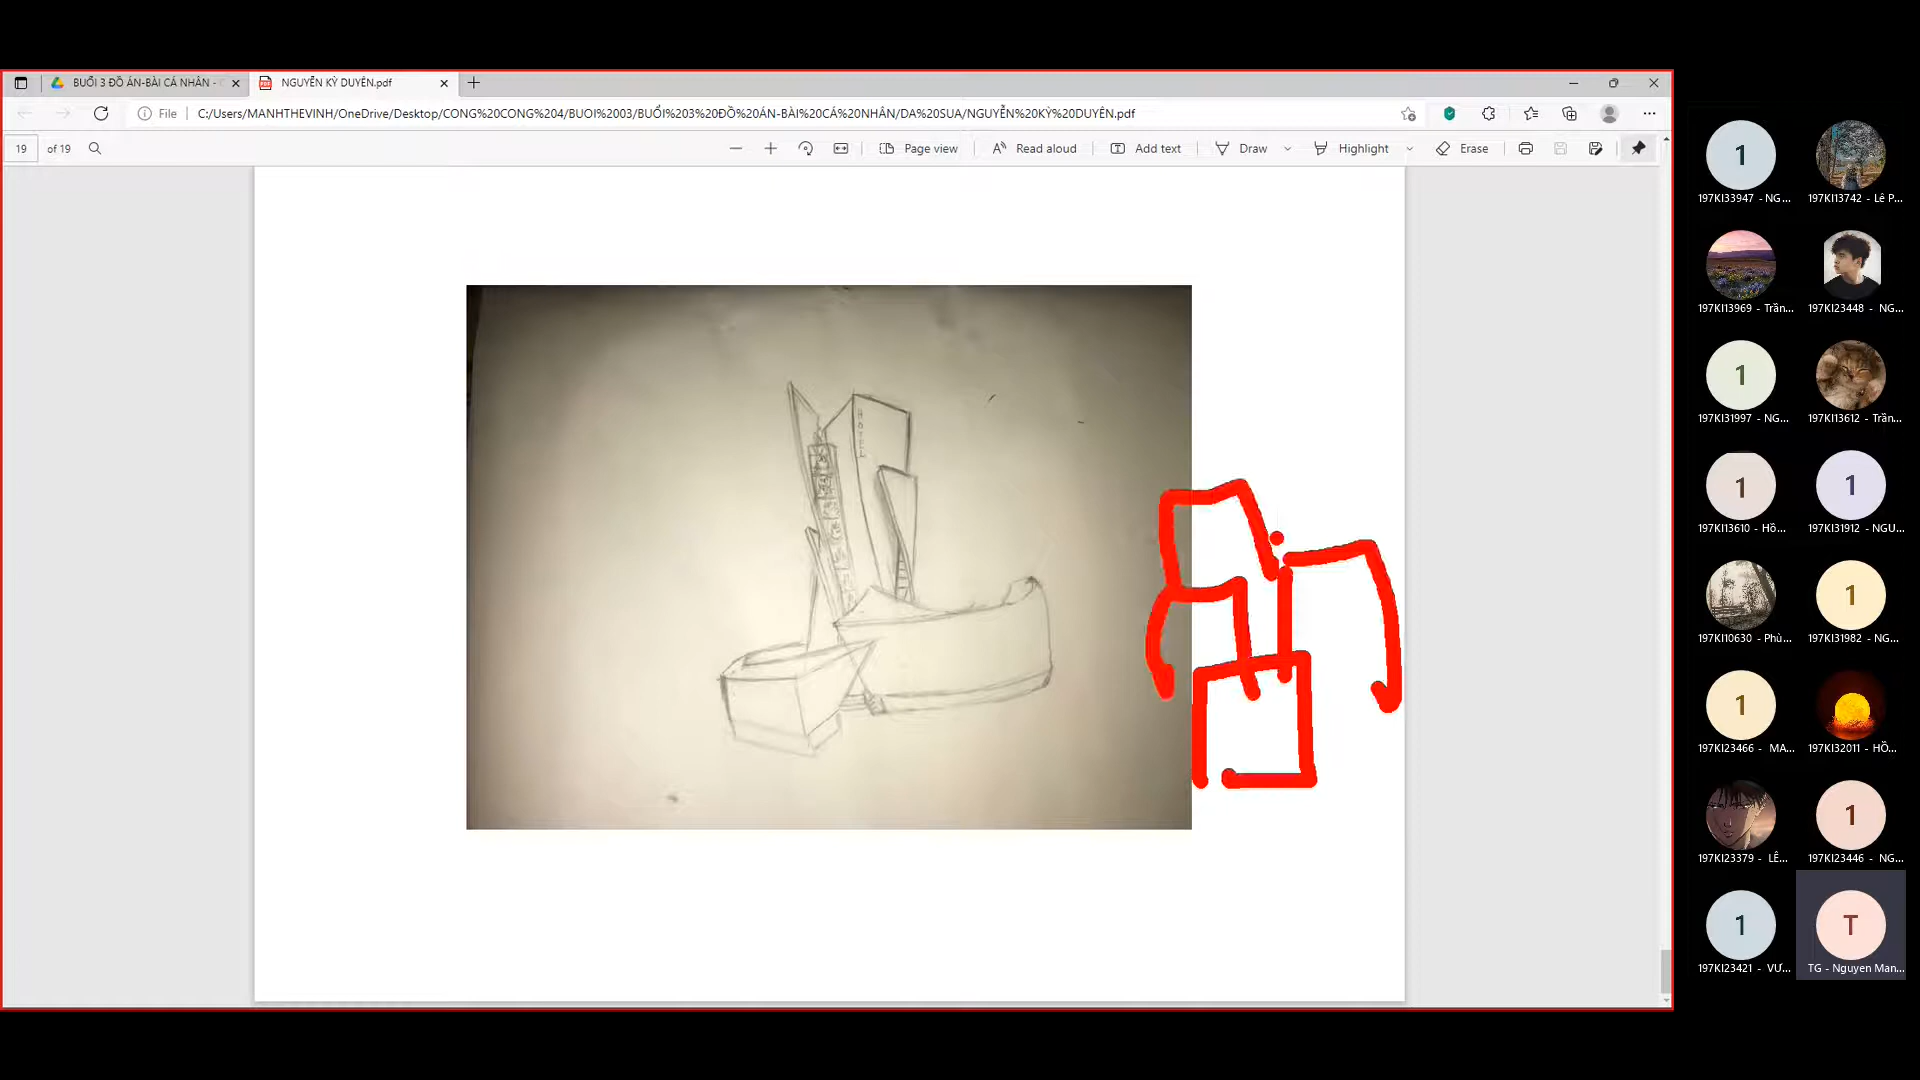 BUỔI 3 ĐỒ ÁN-BÀI CÁ NHÂN -
NGUYỄN KỲ DUYÊN.pdf
File
C:/Users/MANHTHEVINH/OneDrive/Desktop/CONG%20CONG%204/BUOI%2003/BUỔI%203%20ĐỒ%20ÁN-BÀI%20CÁ%20NHÂN/DA%20SUA/NGUYỄN%20KỲ%20DUYÊN.pdf
19 of 19
Page view
Read aloud
Add text
Draw
Highlight
Erase
HOTEL
1
197KI33947 - NG...
197KI13742 - Lê P...
197KI13969 - Trần...
197KI23448 - NG...
1
197KI31997 - NG...
197KI13612 - Trần...
1
197KI13610 - Hồ...
1
197KI31912 - NGU...
197KI10630 - Phù...
1
197KI31982 - NG...
1
197KI23466 - MA...
197KI32011 - HỒ...
197KI23379 - LÊ...
1
197KI23446 - NG...
1
197KI23421 - VƯ...
T
TG - Nguyen Man...